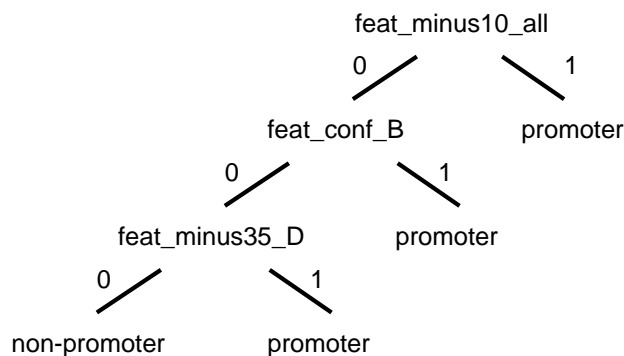 feat_minus10_all
0 1
feat_conf_B promoter
0 1
feat_minus35_D promoter
0 1
non-promoter promoter